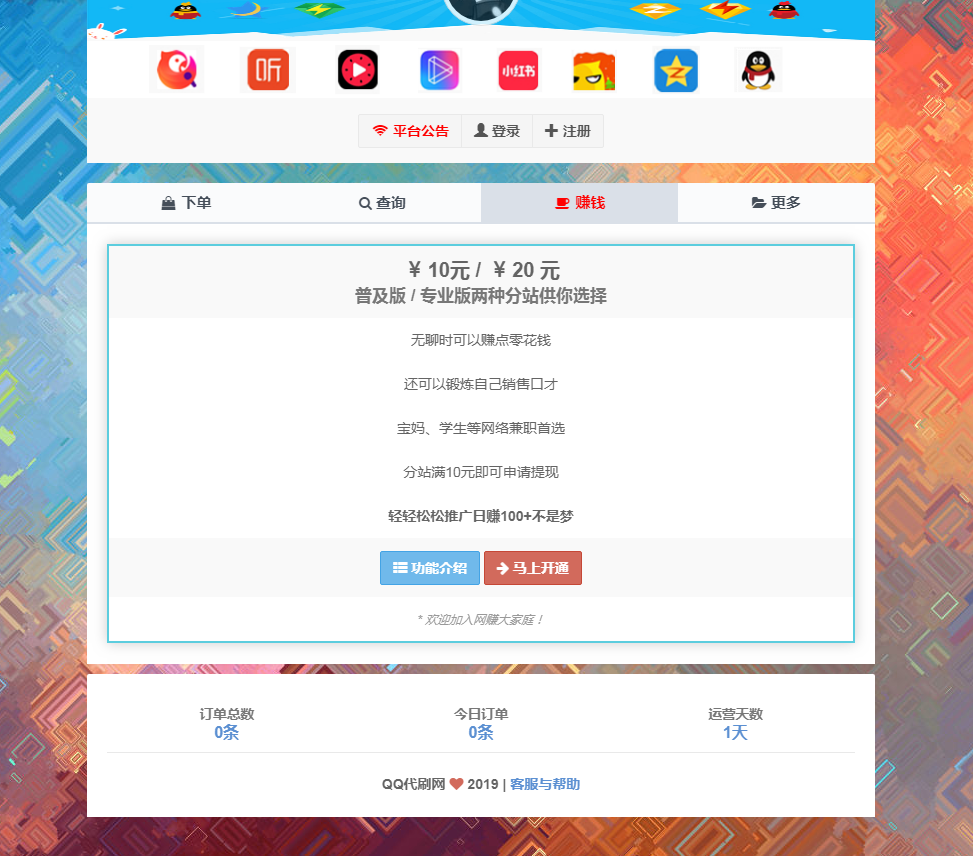 听
小红书
平台公告 登录 注册
下单 查询 赚钱 更多
￥ 10元 / ￥ 20 元
普及版 / 专业版两种分站供你选择
无聊时可以赚点零花钱
还可以锻炼自己销售口才
宝妈、学生等网络兼职首选
分站满10元即可申请提现
轻轻松松推广日赚100+不是梦
功能介绍 马上开通
* 欢迎加入网赚大家庭！
订单总数 今日订单 运营天数
0条 0条 1天
QQ代刷网 2019 | 客服与帮助